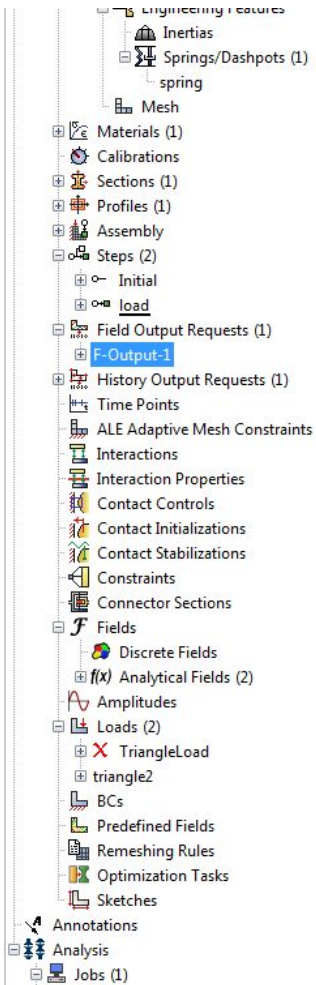 Engineering Features
Inertias
Springs/Dashpots (1)
spring
Mesh
Materials (1)
Calibrations
Sections (1)
Profiles (1)
Assembly
Steps (2)
Initial
load
Field Output Requests (1)
F-Output-1
History Output Requests (1)
Time Points
ALE Adaptive Mesh Constraints
Interactions
Interaction Properties
Contact Controls
Contact Initializations
Contact Stabilizations
Constraints
Connector Sections
F Fields
Discrete Fields
f(x) Analytical Fields (2)
Amplitudes
Loads (2)
TriangleLoad
triangle2
BCs
Predefined Fields
Remeshing Rules
Optimization Tasks
Sketches
A Annotations
Analysis
Jobs (1)